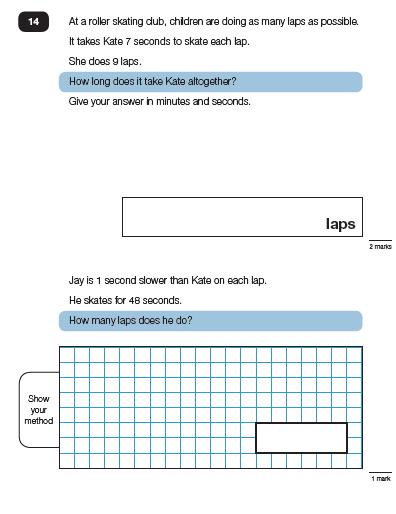 14
At a roller skating club, children are doing as many laps as possible.
It takes Kate 7 seconds to skate each lap.
She does 9 laps.
How long does it take Kate altogether?
Give your answer in minutes and seconds.
laps
2 marks
Jay is 1 second slower than Kate on each lap.
He skates for 48 seconds.
How many laps does he do?
Show
your
method
1 mark